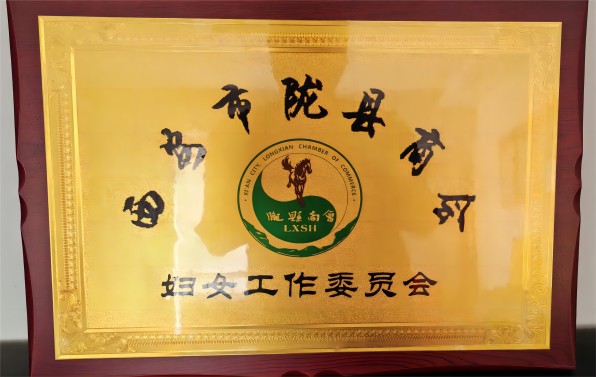 西安市陇县商会
XI'AN CITY, LONGXIAN CHAMBER OF COMMERCE
陇县商会
LXSH
妇女工作委员会